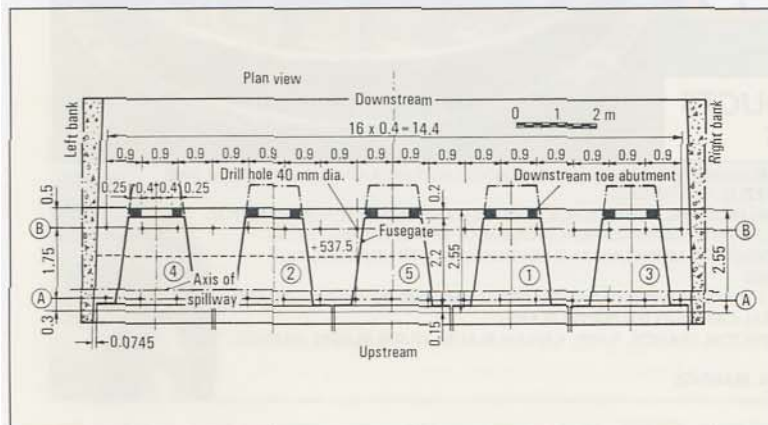 Plan view
Downstream
0 1 2 m
Left bank
Right bank
16 x 0.4 = 14.4
0.9 0.9 0.9 0.9 0.9 0.9 0.9 0.9 0.9 0.9 0.9 0.9 0.9 0.9 0.9 0.9
Drill hole 40 mm dia.
Downstream toe abutment
0.25 0.4 0.4 0.25
0.2
0.5
B
B
Fusegate
537.5
1.75
2.2
2.55
2.55
4
2
5
1
3
Axis of
spillway
A
A
0.3
0.15
0.0745
Upstream